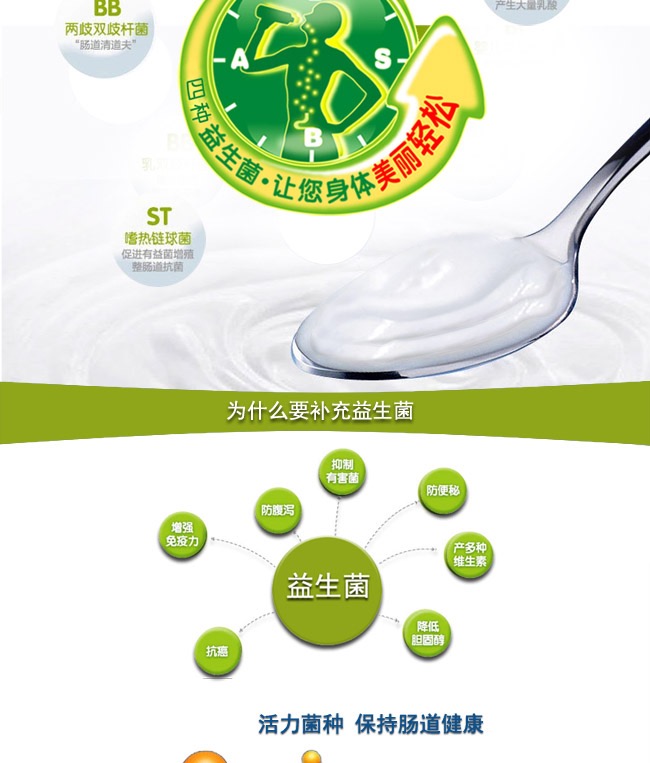 BB
两歧双歧杆菌
“肠道清道夫”
产生大量乳酸
A
S
B
四种益生菌·让您身体美丽轻松
ST
嗜热链球菌
促进有益菌增殖
整肠道抗菌
为什么要补充益生菌
抑制
有害菌
防便秘
防腹泻
增强
免疫力
产多种
维生素
益生菌
降低
胆固醇
抗癌
活力菌种 保持肠道健康